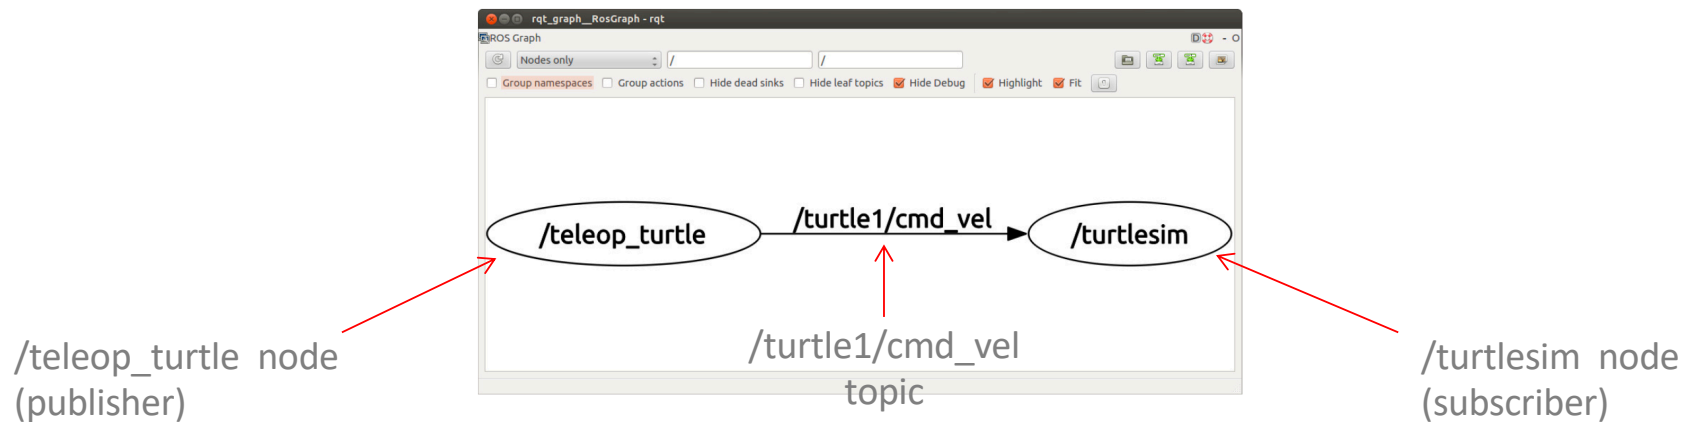 rqt_graph__RosGraph - rqt
ROS Graph
D - O
Nodes only / /
Group namespaces Group actions Hide dead sinks Hide leaf topics Hide Debug Highlight Fit
/teleop_turtle /turtle1/cmd_vel /turtlesim
/teleop_turtle node
(publisher)
/turtle1/cmd_vel
topic
/turtlesim node
(subscriber)